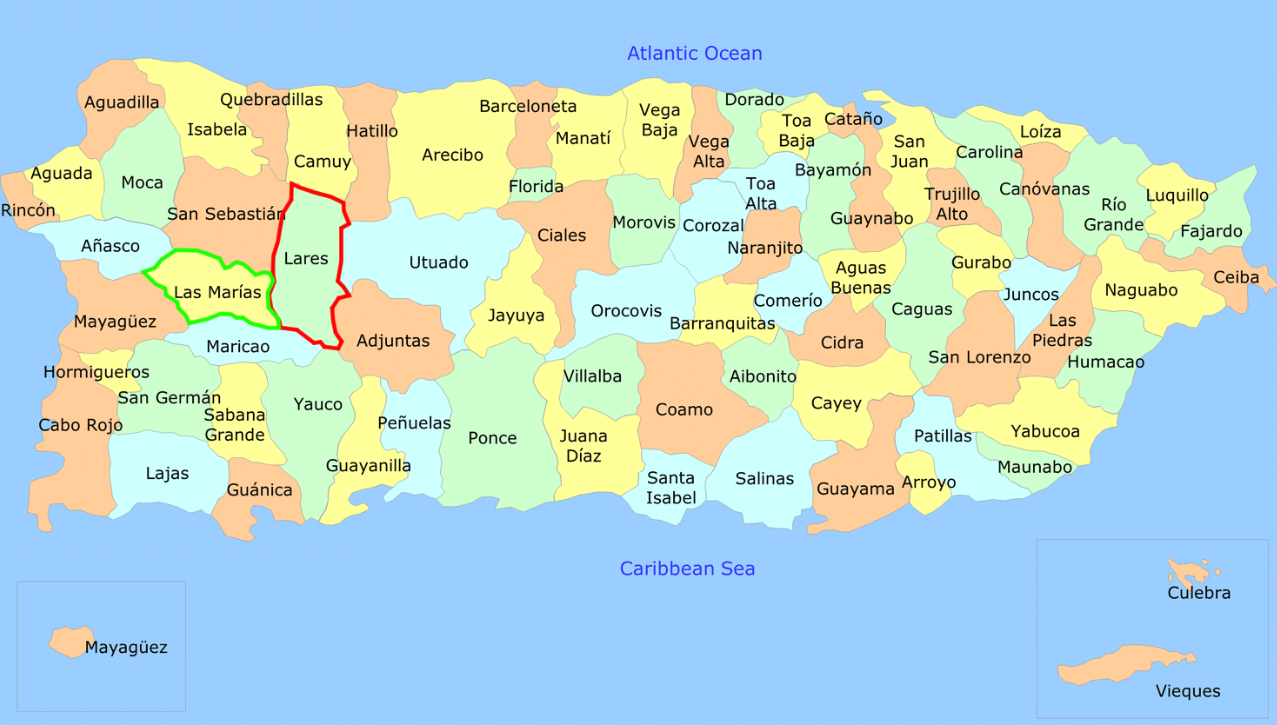 Atlantic Ocean
Aguadilla
Quebradillas
Isabela
Hatillo
Camuy
Arecibo
Barceloneta
Manatí
Vega
Baja
Vega
Alta
Dorado
Toa
Baja
Cataño
San
Juan
Carolina
Loíza
Aguada
Moca
Rincón
San Sebastián
Florida
Morovis
Ciales
Corozal
Toa
Alta
Naranjito
Bayamón
Guaynabo
Trujillo
Alto
Canóvanas
Río
Grande
Luquillo
Fajardo
Añasco
Lares
Utuado
Las Marías
Mayagüez
Maricao
Adjuntas
Jayuya
Orocovis
Barranquitas
Comerío
Aguas
Buenas
Gurabo
Caguas
Juncos
Las
Piedras
Naguabo
Ceiba
Humacao
San Lorenzo
Cidra
Hormigueros
San Germán
Sabana
Grande
Yauco
Cabo Rojo
Peñuelas
Ponce
Villalba
Juana
Díaz
Coamo
Aibonito
Cayey
Patillas
Yabucoa
Maunabo
Lajas
Guánica
Guayanilla
Santa
Isabel
Salinas
Guayama
Arroyo
Caribbean Sea
Mayagüez
Culebra
Vieques